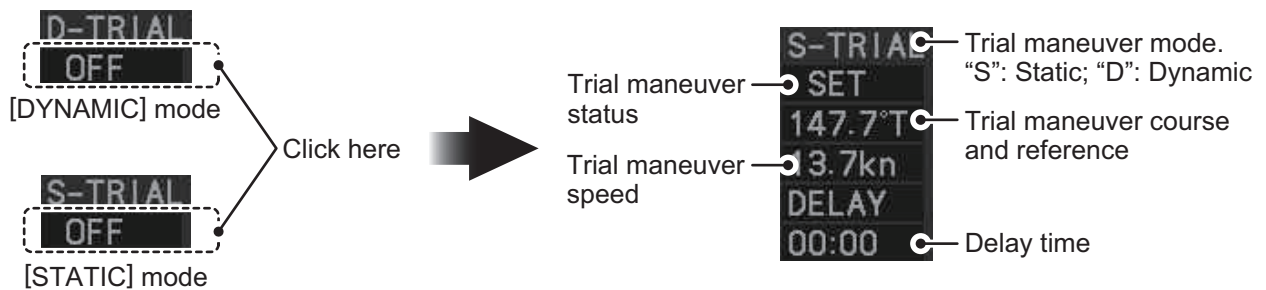 D-TRIAL
OFF
[DYNAMIC] mode
S-TRIAL
OFF
[STATIC] mode
Click here
Trial maneuver
status
Trial maneuver
speed
S-TRIAL
SET
147.7°T
13.7kn
DELAY
00:00
Trial maneuver mode.
“S”: Static; “D”: Dynamic
Trial maneuver course
and reference
Delay time